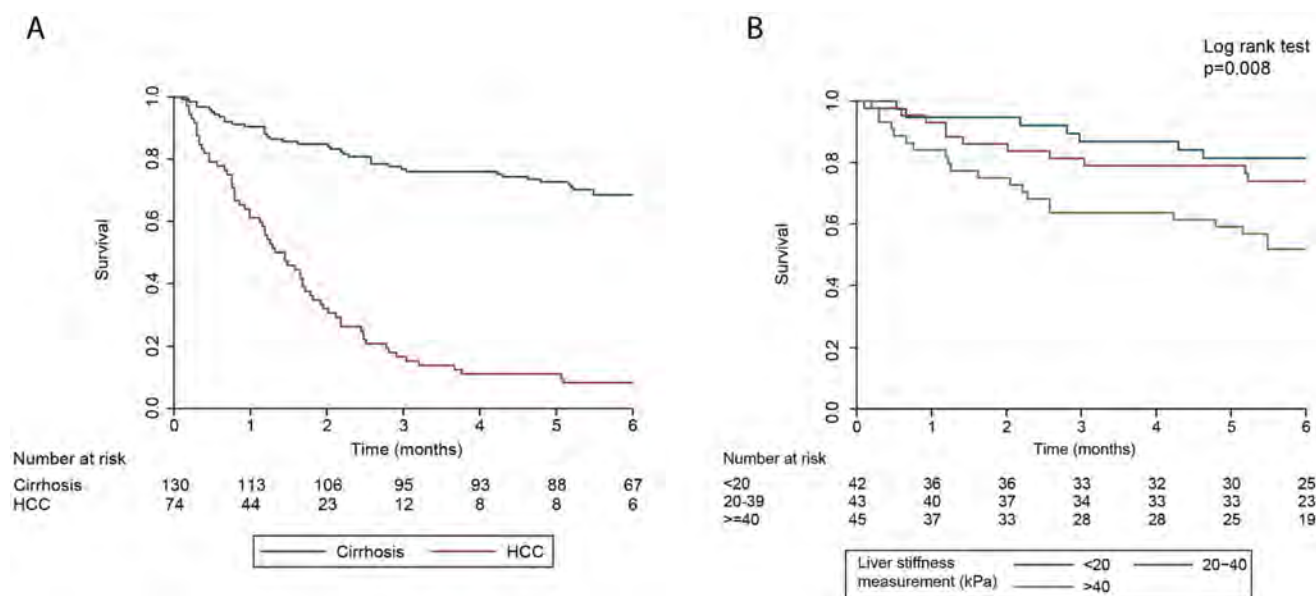 A
Survival
1.0
0.8
0.6
0.4
0.2
0.0
0 1 2 3 4 5 6
Time (months)
Number at risk
Cirrhosis 130 113 106 95 93 88 67
HCC 74 44 23 12 8 8 6
Cirrhosis HCC
B
Log rank test
p=0.008
Survival
1.0
0.8
0.6
0.4
0.2
0.0
0 1 2 3 4 5 6
Time (months)
Number at risk
<20 42 36 36 33 32 30 25
20-39 43 40 37 34 33 33 23
>=40 45 37 33 28 28 25 19
Liver stiffness
measurement (kPa)
<20 20−40
>40